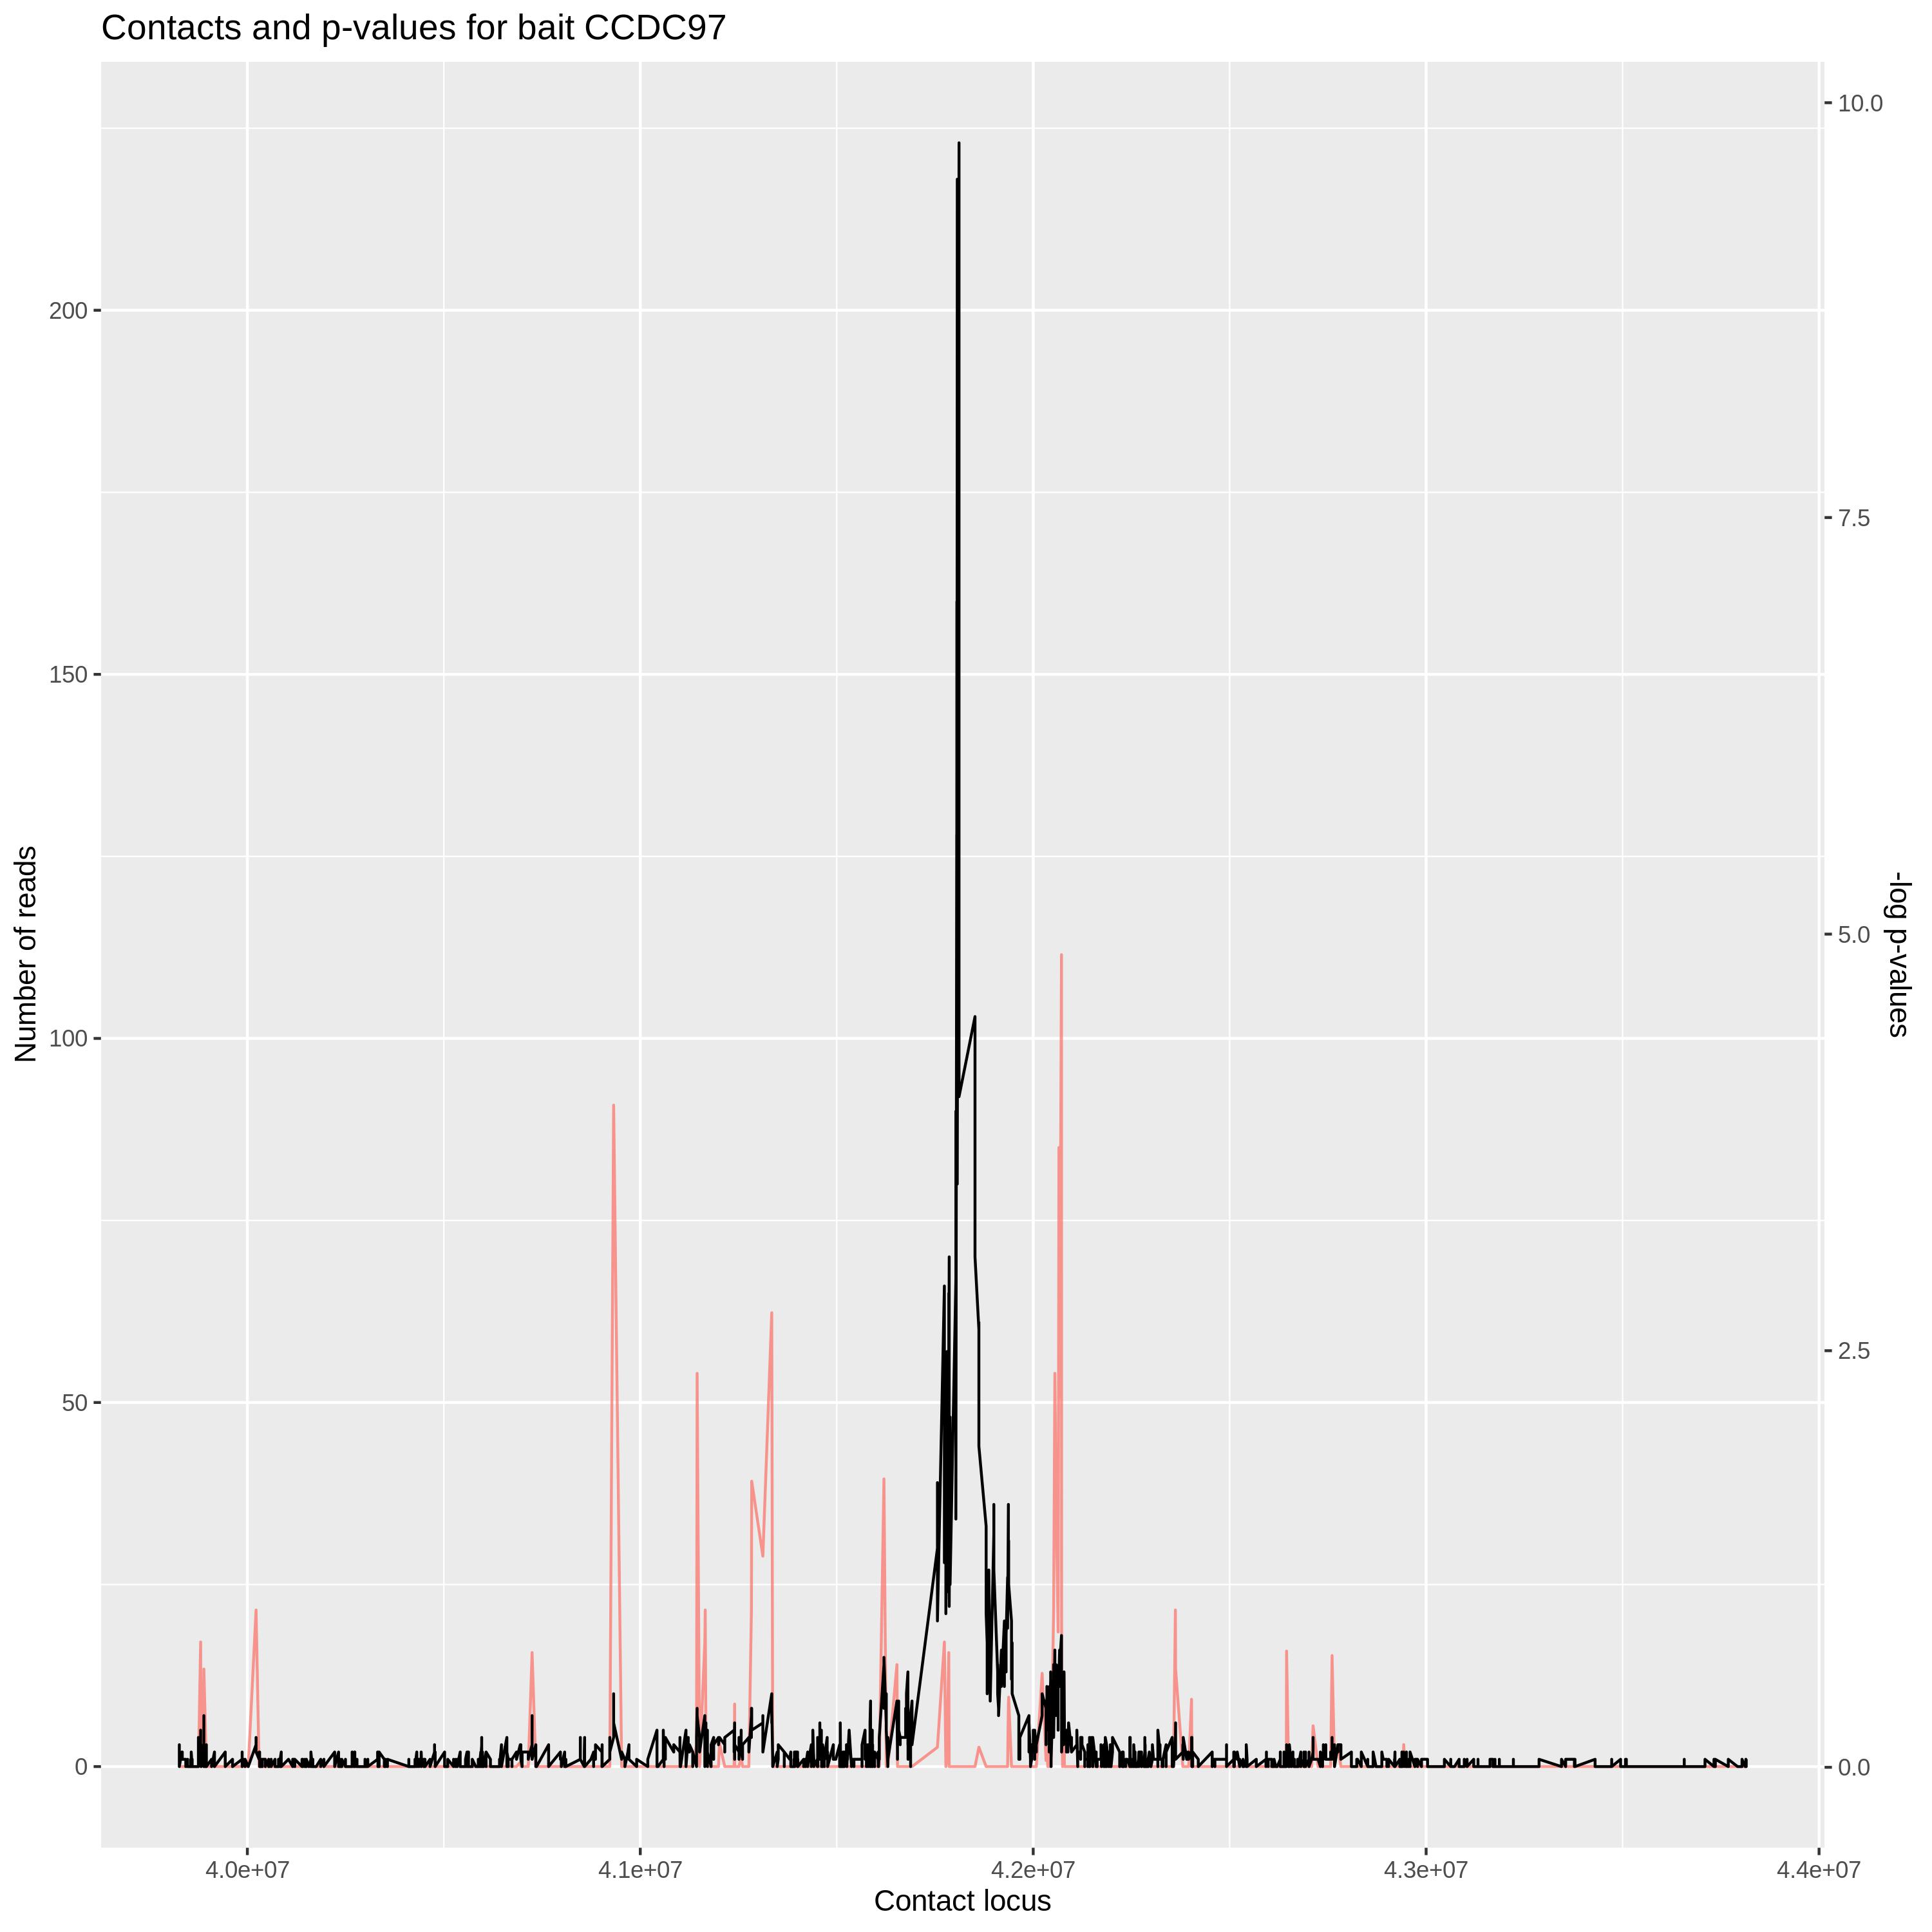 Contacts and p-values for bait CCDC97
Number of reads
200
150
100
50
0
10.0
7.5
5.0
2.5
0.0
-log p-values
4.0e+07 4.1e+07 4.2e+07 4.3e+07 4.4e+07
Contact locus